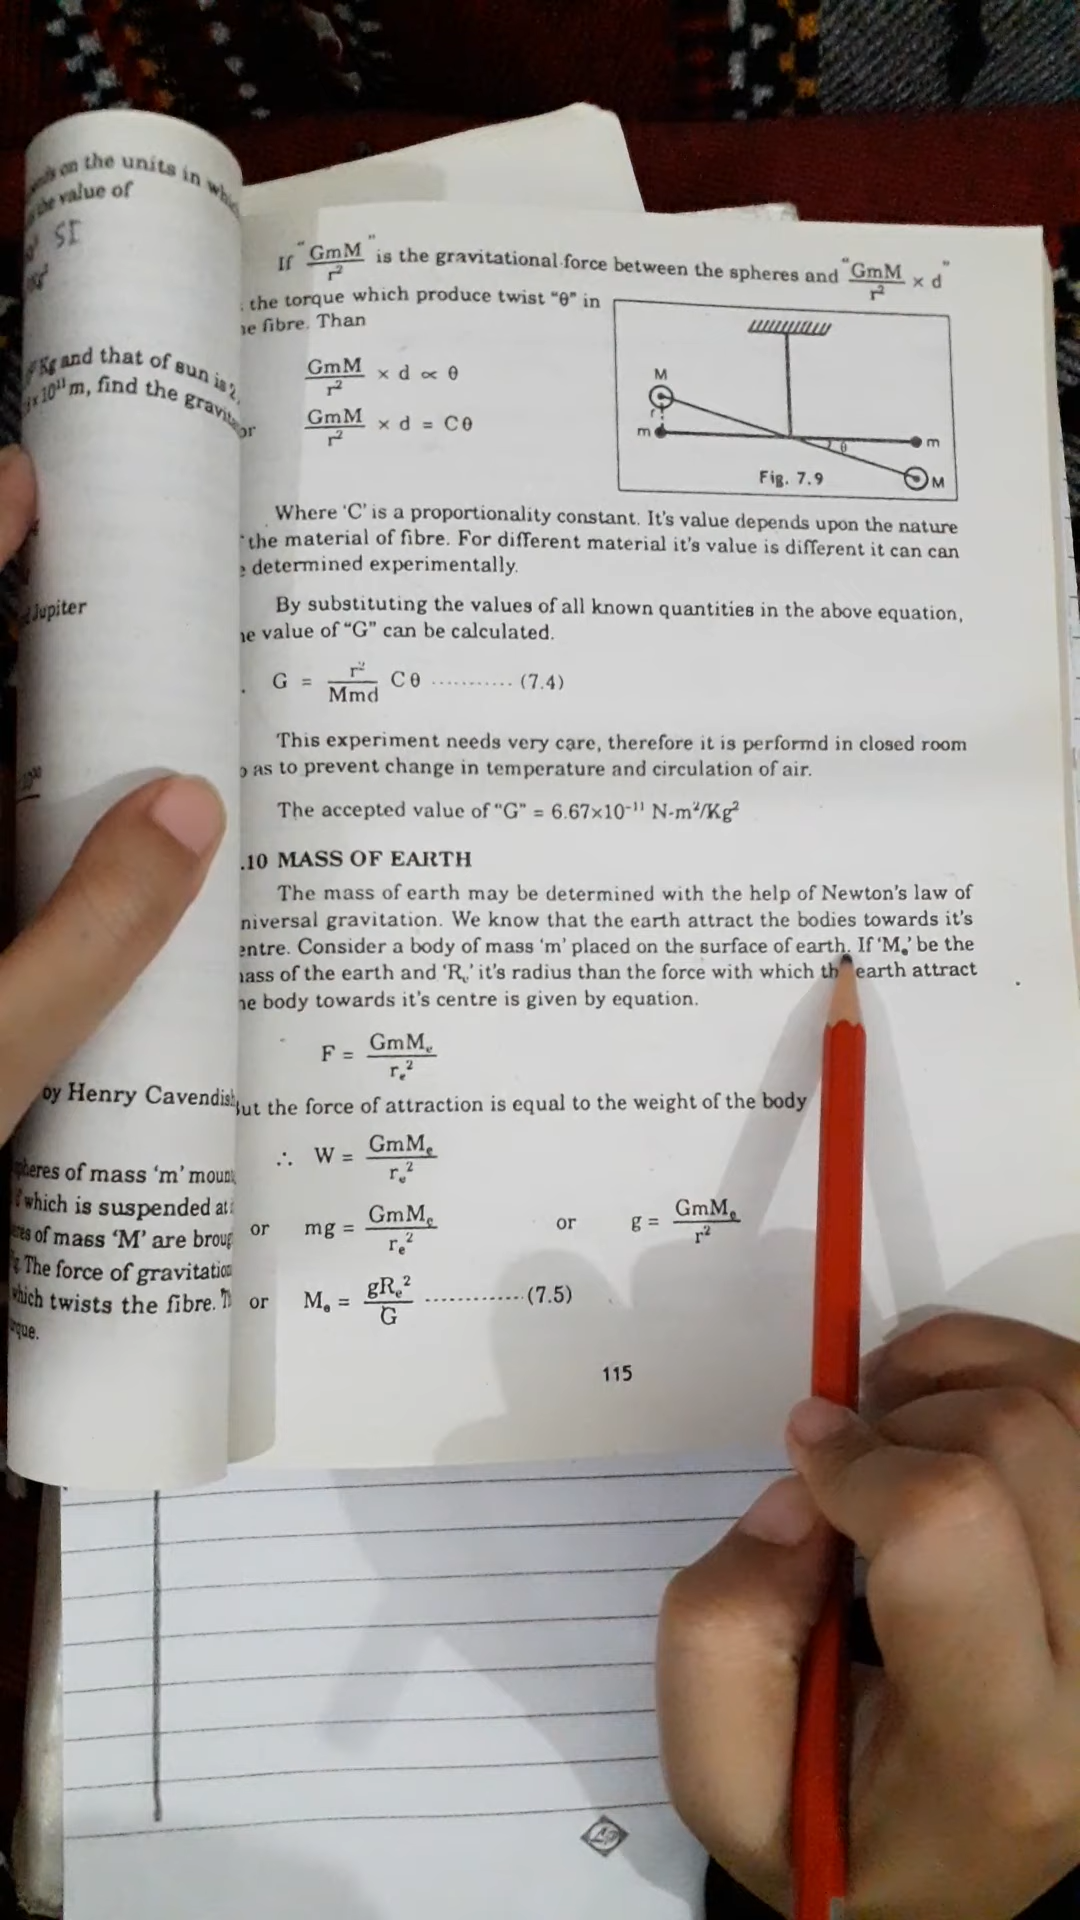 on the units in
the value of
SI
Kg and that of sun is 2
10¹¹ m, find the
Jupiter
by Henry Cavendish
spheres of mass 'm'
which is suspended at
of mass 'M' are
The force of
which twists the fibre.
If "GmM/r²" is the gravitational force between the spheres and "GmM/r² × d"
the torque which produce twist "θ" in
fibre. Than
GmM/r² × d ∝ θ
or GmM/r² × d = Cθ
M
r
m
m
θ
M
Fig. 7.9
Where 'C' is a proportionality constant. It's value depends upon the nature
the material of fibre. For different material it's value is different it can can
determined experimentally.
By substituting the values of all known quantities in the above equation,
value of "G" can be calculated.
G = r²/Mmd Cθ ........... (7.4)
This experiment needs very care, therefore it is performd in closed room
as to prevent change in temperature and circulation of air.
The accepted value of "G" = 6.67×10⁻¹¹ N-m²/Kg²
.10 MASS OF EARTH
The mass of earth may be determined with the help of Newton's law of
niversal gravitation. We know that the earth attract the bodies towards it's
entre. Consider a body of mass 'm' placed on the surface of earth. If 'Mₑ' be the
ass of the earth and 'Rₑ' it's radius than the force with which earth attract
body towards it's centre is given by equation.
F = GmMₑ/rₑ²
ut the force of attraction is equal to the weight of the body
∴ W = GmMₑ/rₑ²
or mg = GmMₑ/rₑ² or g = GmMₑ/r²
or Mₑ = gRₑ²/G ............ (7.5)
115